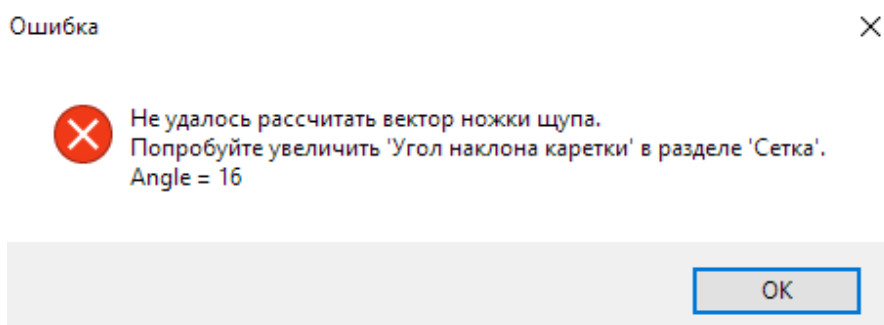 Ошибка
Не удалось рассчитать вектор ножки щупа.
Попробуйте увеличить 'Угол наклона каретки' в разделе 'Сетка'.
Angle = 16
OK